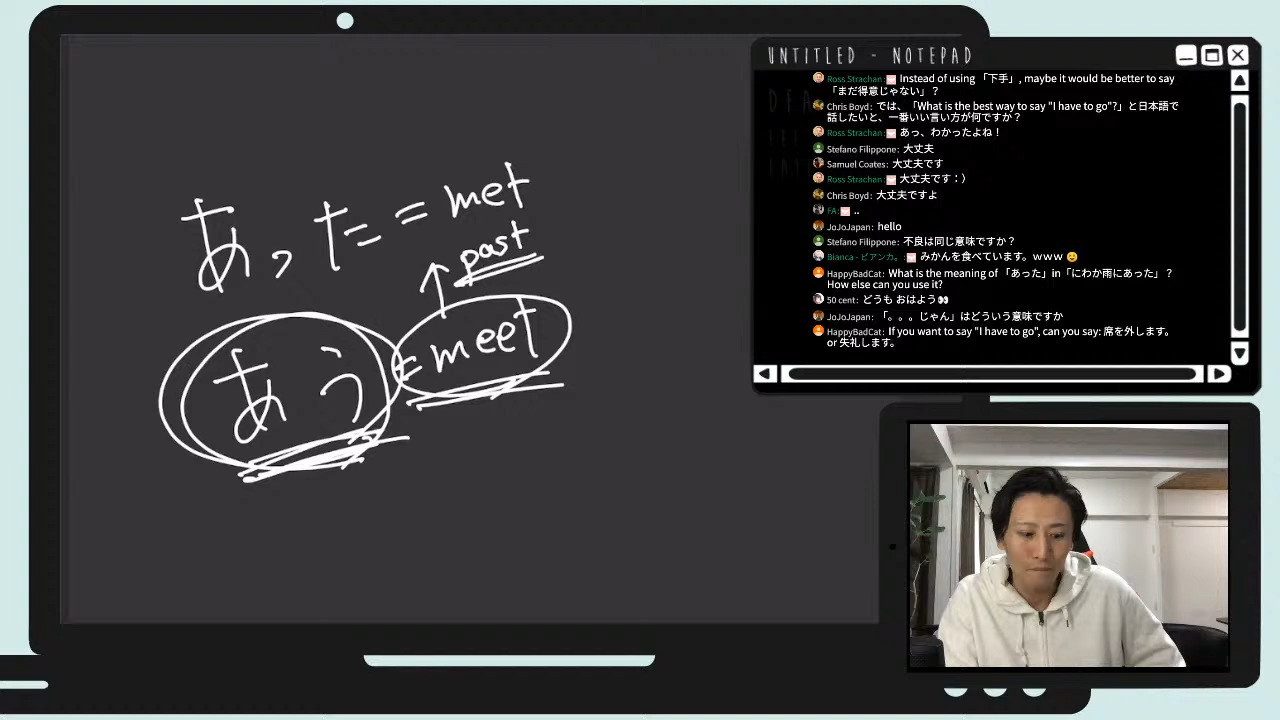 あった = met
↑ past
あう = meet
UNTITLED - NOTEPAD
Ross Strachan: Instead of using 「下手」, maybe it would be better to say
「まだ得意じゃない」？
Chris Boyd: では、「What is the best way to say "I have to go"?」と日本語で
話したいと、一番いい言い方が何ですか？
Ross Strachan: あっ、わかったよね！
Stefano Filippone: 大丈夫
Samuel Coates: 大丈夫です
Ross Strachan: 大丈夫です：）
Chris Boyd: 大丈夫ですよ
FA: ..
JoJoJapan: hello
Stefano Filippone: 不良は同じ意味ですか？
Bianca - ビアンカ。: みかんを食べています。ｗｗｗ 😄
HappyBadCat: What is the meaning of 「あった」in「にわか雨にあった」？
How else can you use it?
50 cent: どうも おはよう👀
JoJoJapan: 「。。。じゃん」はどういう意味ですか
HappyBadCat: If you want to say "I have to go", can you say: 席を外します。
or 失礼します。